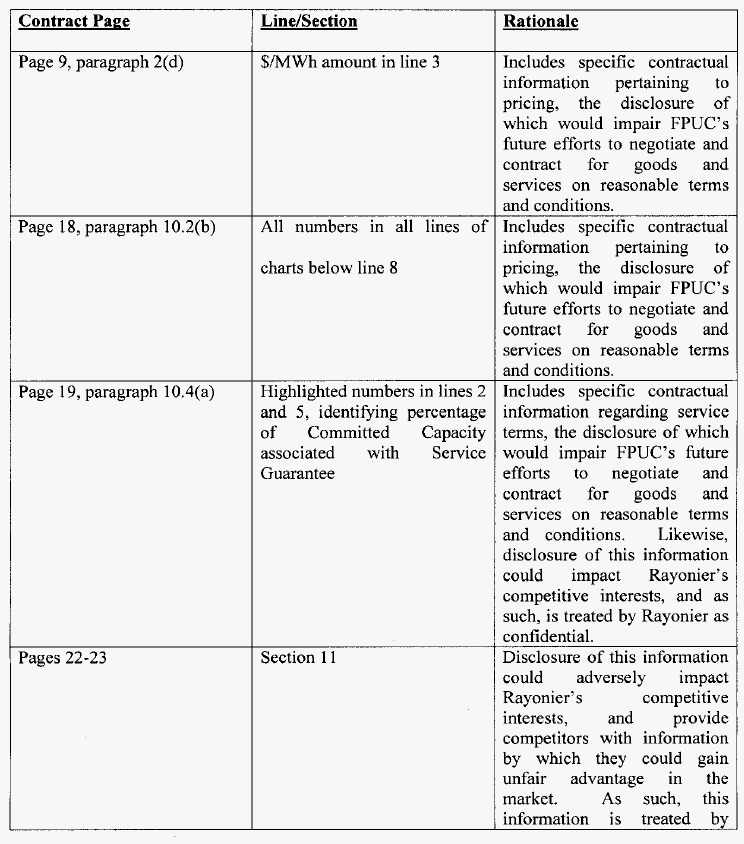 Contract Page
Line/Section
Rationale
Page 9, paragraph 2(d)
$/MWh amount in line 3
Includes specific contractual
information pertaining to
pricing, the disclosure of
which would impair FPUC's
future efforts to negotiate and
contract for goods and
services on reasonable terms
and conditions.
Page 18, paragraph 10.2(b)
All numbers in all lines of
charts below line 8
Includes specific contractual
information pertaining to
pricing, the disclosure of
which would impair FPUC's
future efforts to negotiate and
contract for goods and
services on reasonable terms
and conditions.
Page 19, paragraph 10.4(a)
Highlighted numbers in lines 2
and 5, identifying percentage
of Committed Capacity
associated with Service
Guarantee
Includes specific contractual
information regarding service
terms, the disclosure of which
would impair FPUC's future
efforts to negotiate and
contract for goods and
services on reasonable terms
and conditions. Likewise,
disclosure of this information
could impact Rayonier's
competitive interests, and as
such, is treated by Rayonier as
confidential.
Pages 22-23
Section 11
Disclosure of this information
could adversely impact
Rayonier's competitive
interests, and provide
competitors with information
by which they could gain
unfair advantage in the
market. As such, this
information is treated by